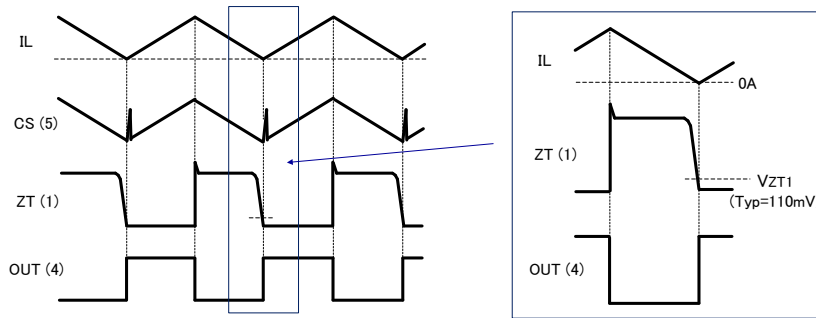 IL
CS (5)
ZT (1)
OUT (4)
IL
0A
ZT (1)
VZT1
(Typ=110mV
OUT (4)